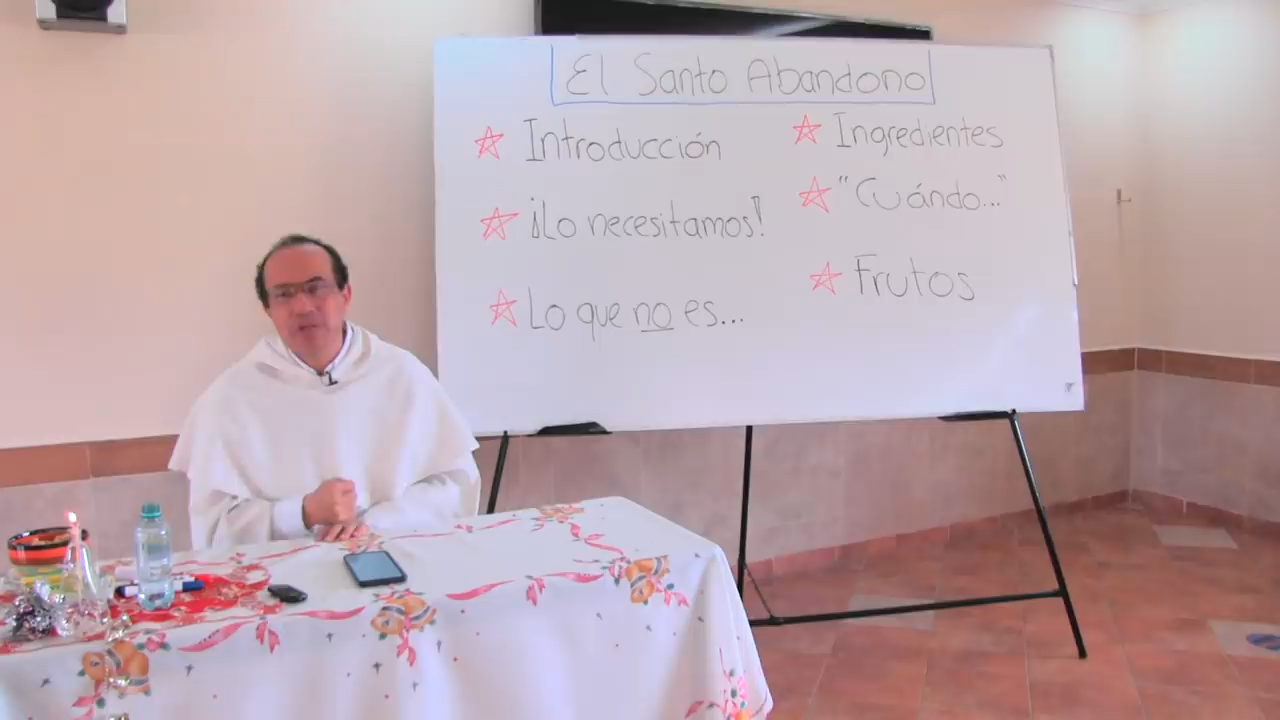 El Santo Abandono
Introducción
¡Lo necesitamos!
Lo que no es...
Ingredientes
"Cuándo..."
Frutos